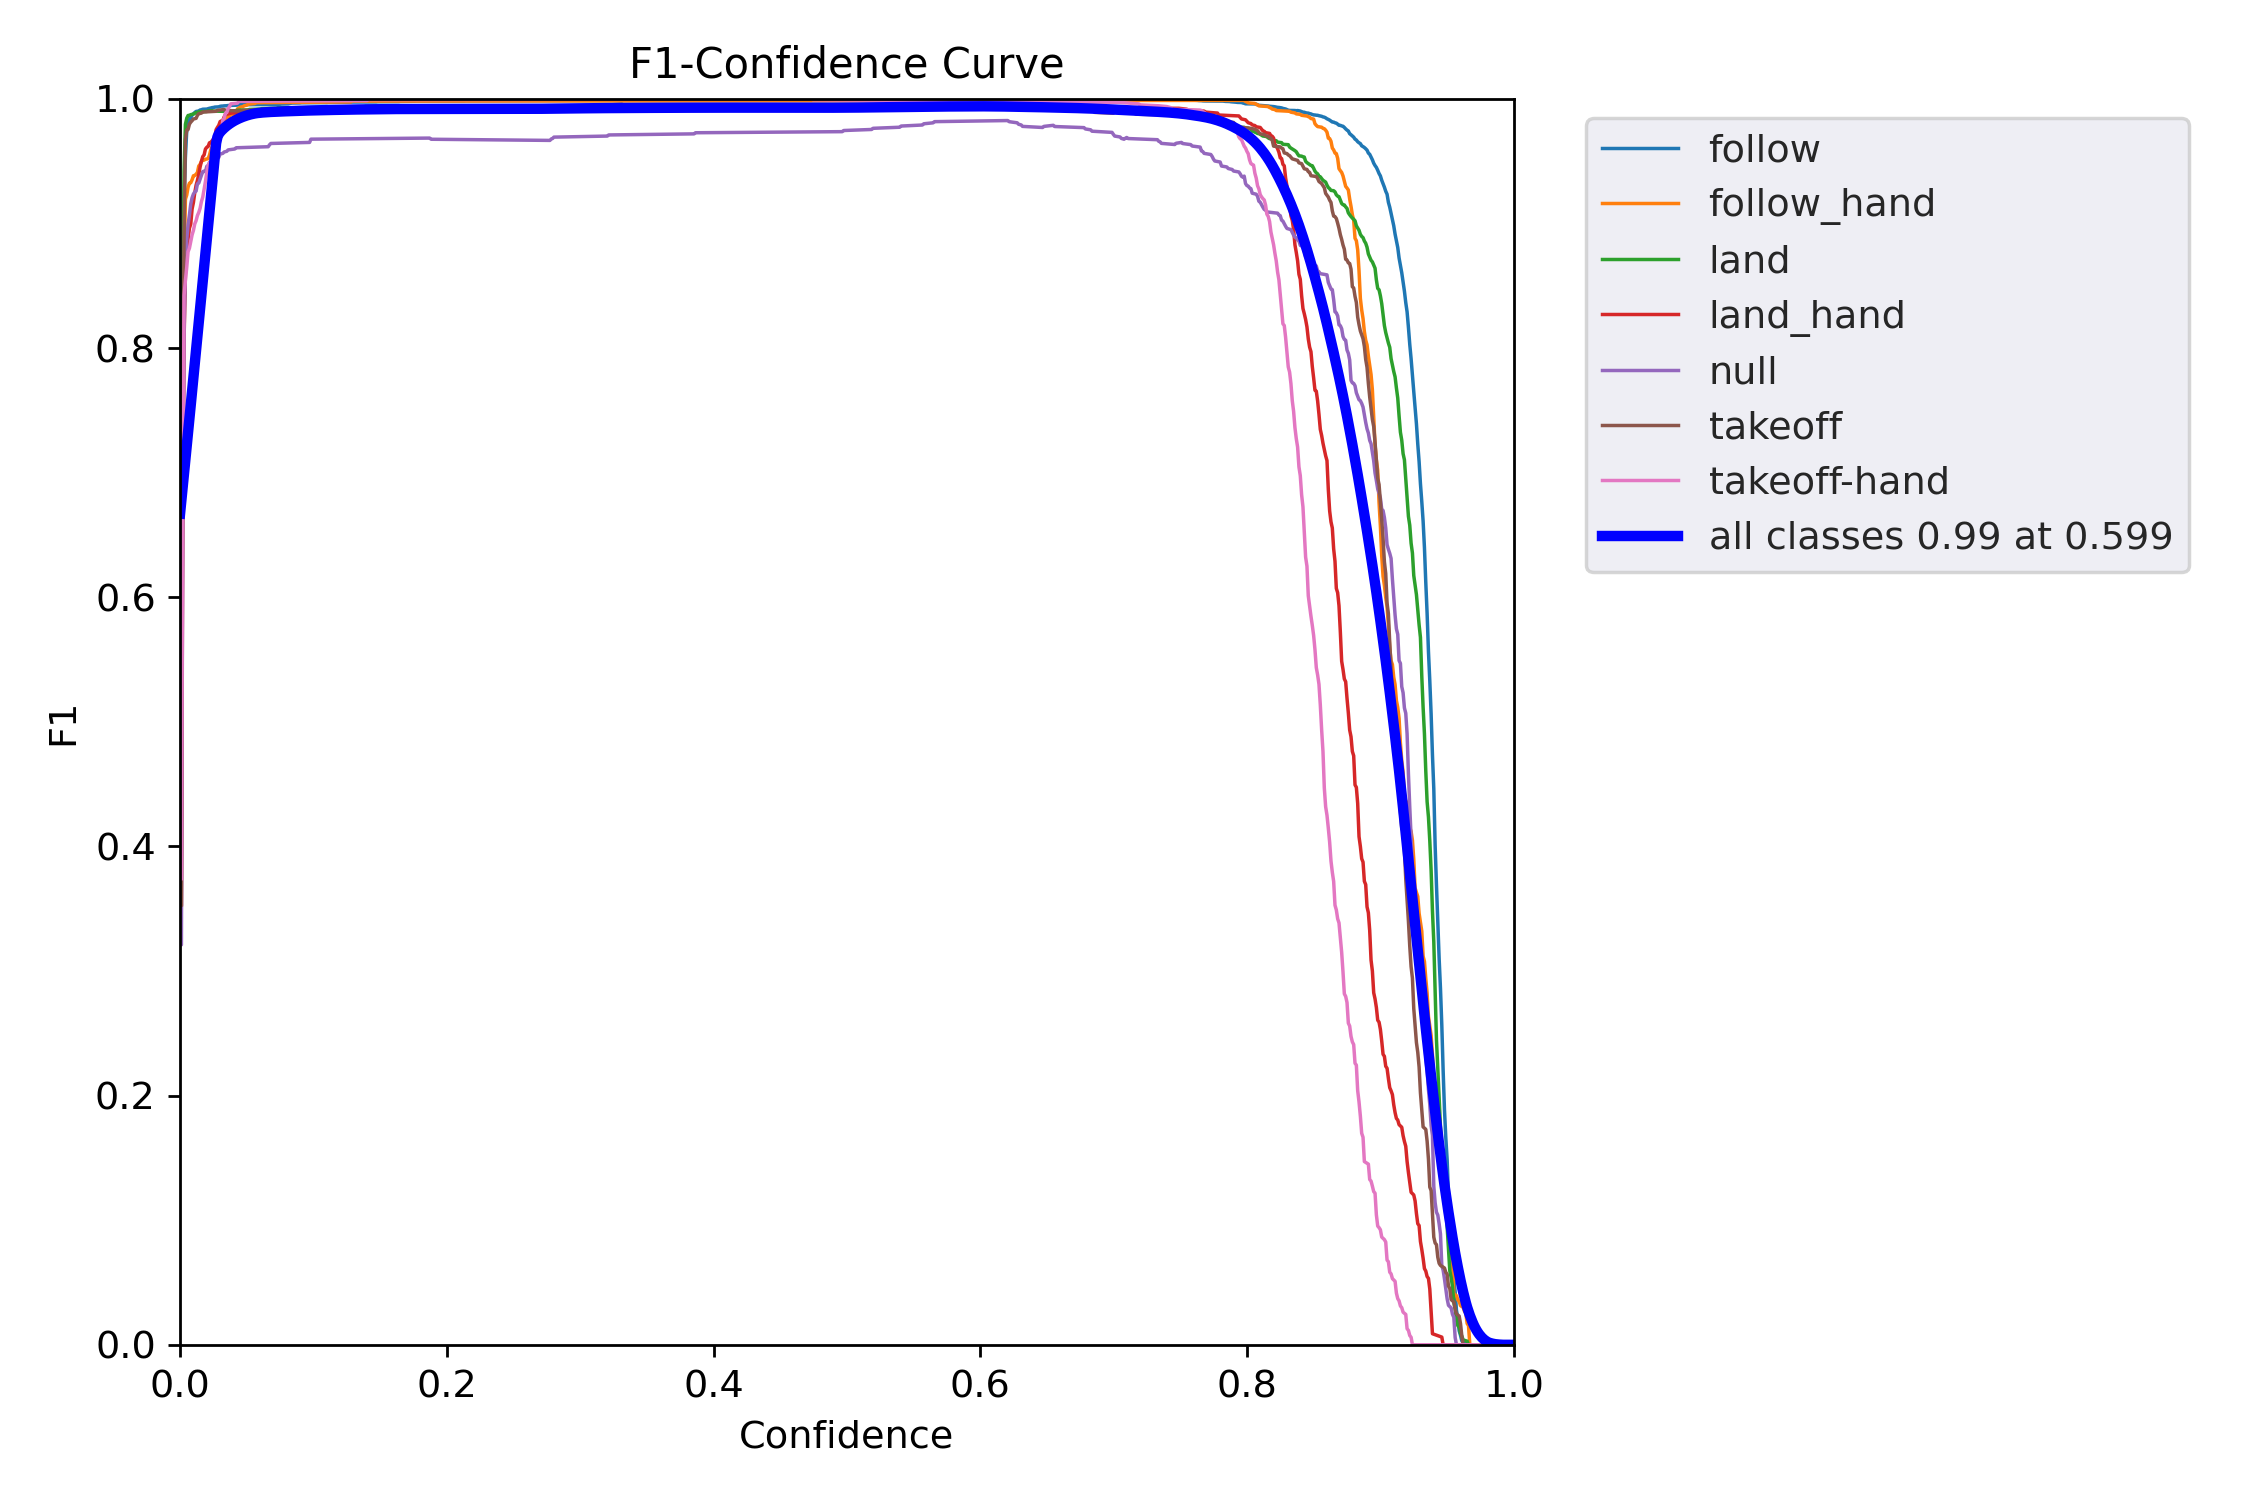 F1-Confidence Curve
1.0
0.8
0.6
0.4
0.2
0.0
F1
0.0 0.2 0.4 0.6 0.8 1.0
Confidence
follow
follow_hand
land
land_hand
null
takeoff
takeoff-hand
all classes 0.99 at 0.599